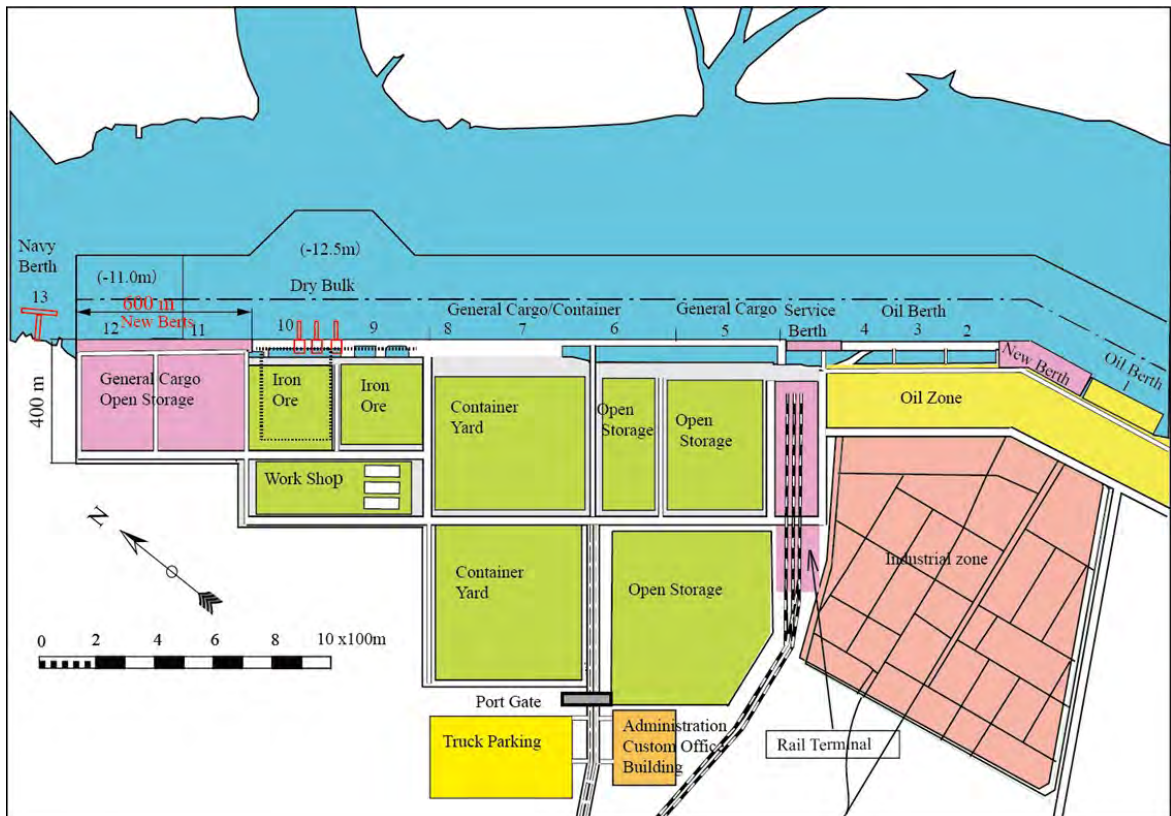 Navy
Berth
13
(-11.0m)
600 m
New Berts
12
11
(-12.5m)
Dry Bulk
10
9
General Cargo/Container
8
7
6
General Cargo
5
Service
Berth
Oil Berth
4
3
2
New Berth
Oil Berth
1
400 m
General Cargo
Open Storage
Iron
Ore
Iron
Ore
Container
Yard
Open
Storage
Open
Storage
Oil Zone
Work Shop
N
Container
Yard
Open Storage
Industrial zone
0 2 4 6 8 10 x100m
Port Gate
Truck Parking
Administration
Custom Office
Building
Rail Terminal